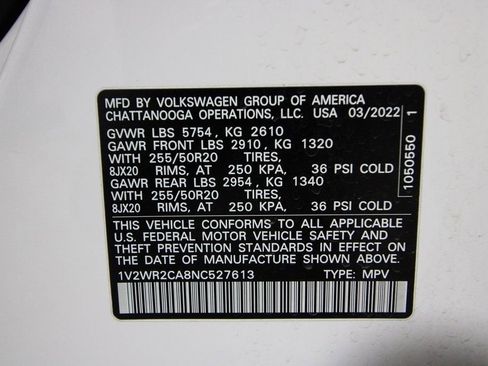 MFD BY VOLKSWAGEN GROUP OF AMERICA
CHATTANOOGA OPERATIONS, LLC. USA 03/2022
GVWR LBS 5754, KG 2610
GAWR FRONT LBS 2910, KG 1320
WITH 255/50R20 TIRES,
8JX20 RIMS, AT 250 KPA, 36 PSI COLD
GAWR REAR LBS 2954, KG 1340
WITH 255/50R20 TIRES,
8JX20 RIMS, AT 250 KPA, 36 PSI COLD
THIS VEHICLE CONFORMS TO ALL APPLICABLE
U.S. FEDERAL MOTOR VEHICLE SAFETY AND
THEFT PREVENTION STANDARDS IN EFFECT ON THE
DATE OF MANUFACTURE SHOWN ABOVE.
1V2WR2CA8NC527613 TYPE: MPV
1050550 1